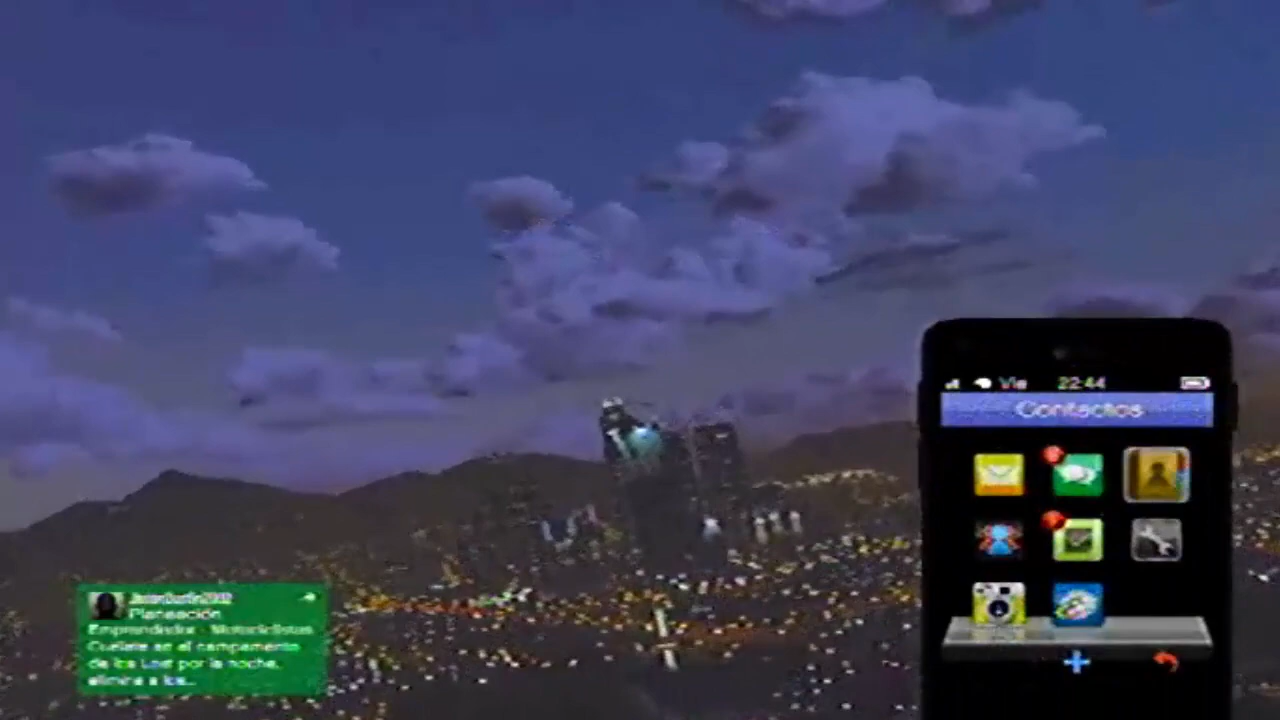 Vie 22:44
Contactos
Planeación
Emprendedor - Motociclistas
Cuélate en el campamento
de los Lost por la noche,
elimina a los...